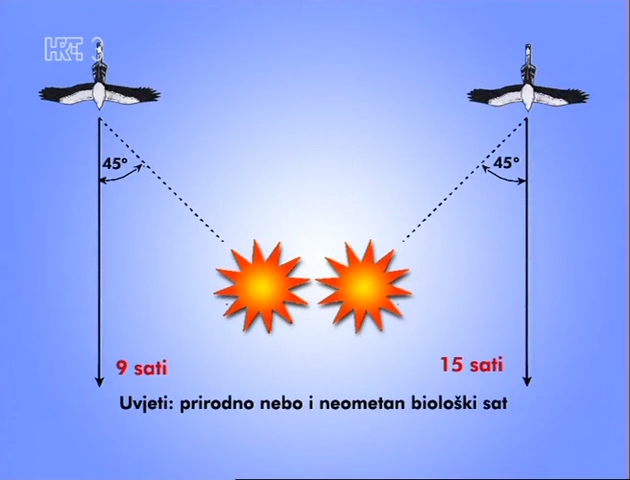 HRT 3
45° 45°
9 sati 15 sati
Uvjeti: prirodno nebo i neometan biološki sat